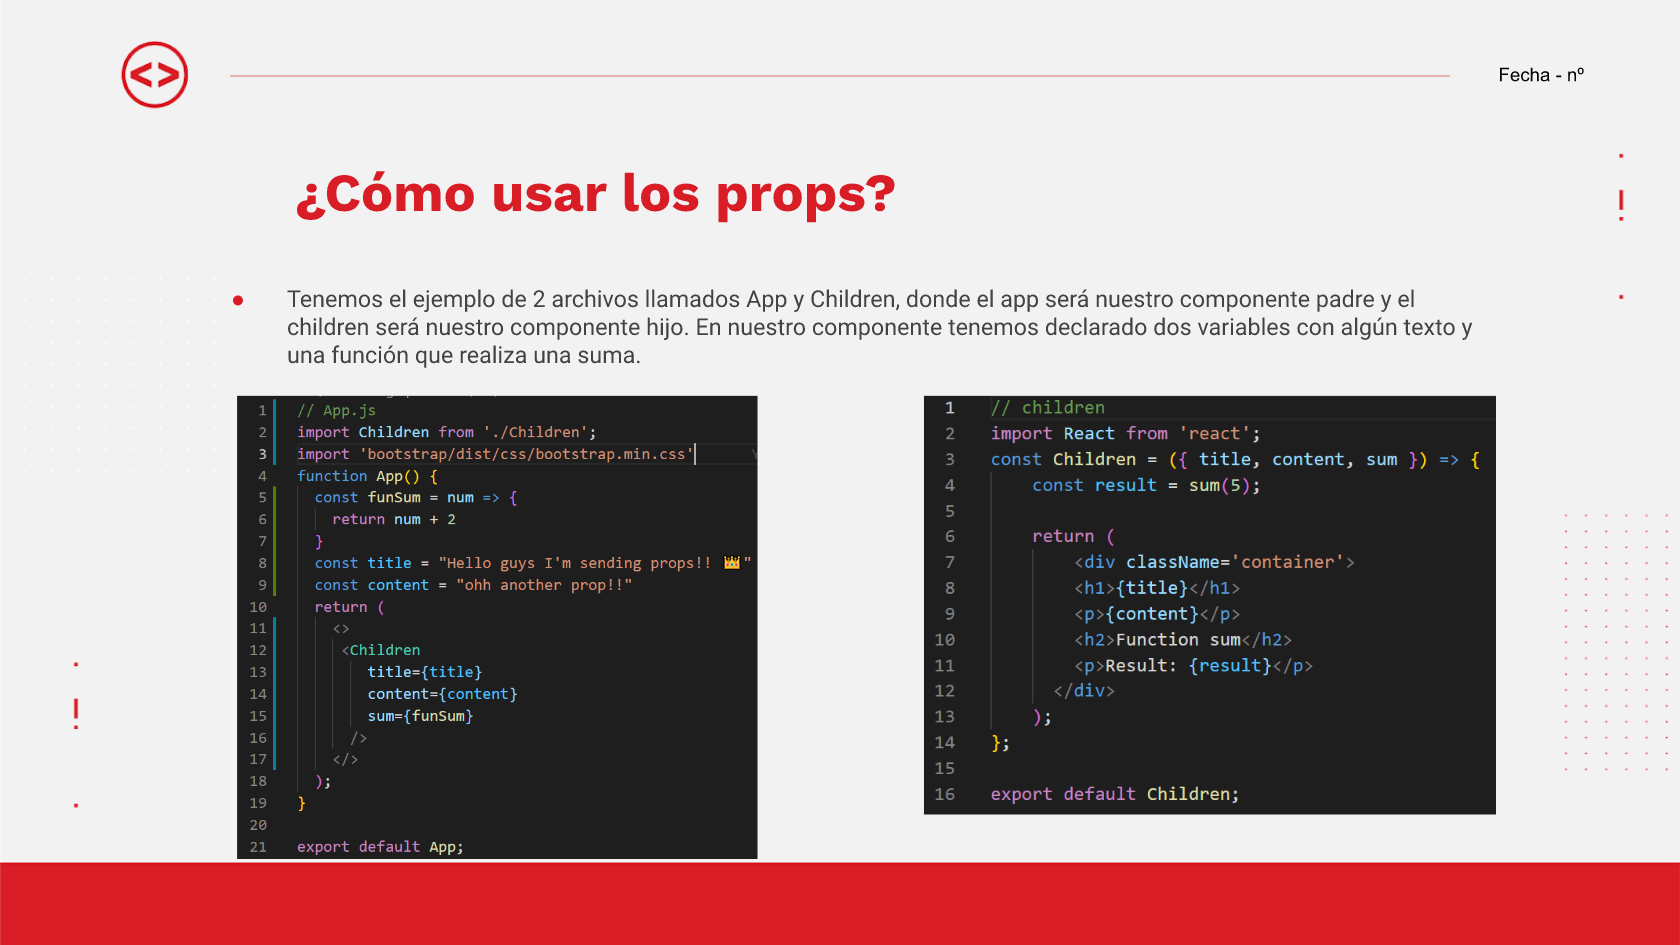 <>
Fecha - nº
¿Cómo usar los props?
Tenemos el ejemplo de 2 archivos llamados App y Children, donde el app será nuestro componente padre y el
children será nuestro componente hijo. En nuestro componente tenemos declarado dos variables con algún texto y
una función que realiza una suma.
1 // App.js
2 import Children from './Children';
3 import 'bootstrap/dist/css/bootstrap.min.css'
4 function App() {
5   const funSum = num => {
6     return num + 2
7   }
8   const title = "Hello guys I'm sending props!! 👑"
9   const content = "ohh another prop!!"
10   return (
11     <>
12      <Children
13         title={title}
14         content={content}
15         sum={funSum}
16       />
17     </>
18   );
19 }
20
21 export default App;
1 // children
2 import React from 'react';
3 const Children = ({ title, content, sum }) => {
4     const result = sum(5);
5
6     return (
7         <div className='container'>
8         <h1>{title}</h1>
9         <p>{content}</p>
10         <h2>Function sum</h2>
11         <p>Result: {result}</p>
12       </div>
13     );
14 };
15
16 export default Children;